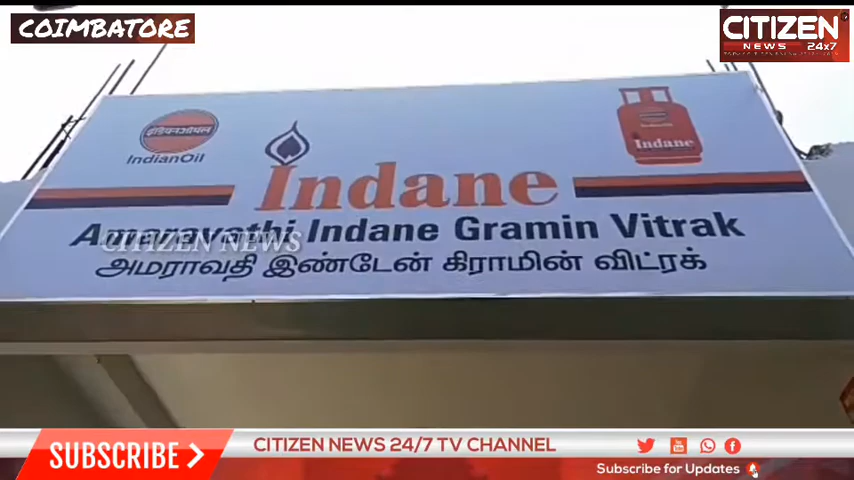 COIMBATORE
CITIZEN
NEWS 24x7
इंडियनऑयल
IndianOil
Indane
Indane
Amaravathi Indane Gramin Vitrak
CITIZEN NEWS
அமராவதி இண்டேன் கிராமின் விட்ரக்
SUBSCRIBE
CITIZEN NEWS 24/7 TV CHANNEL
Subscribe for Updates